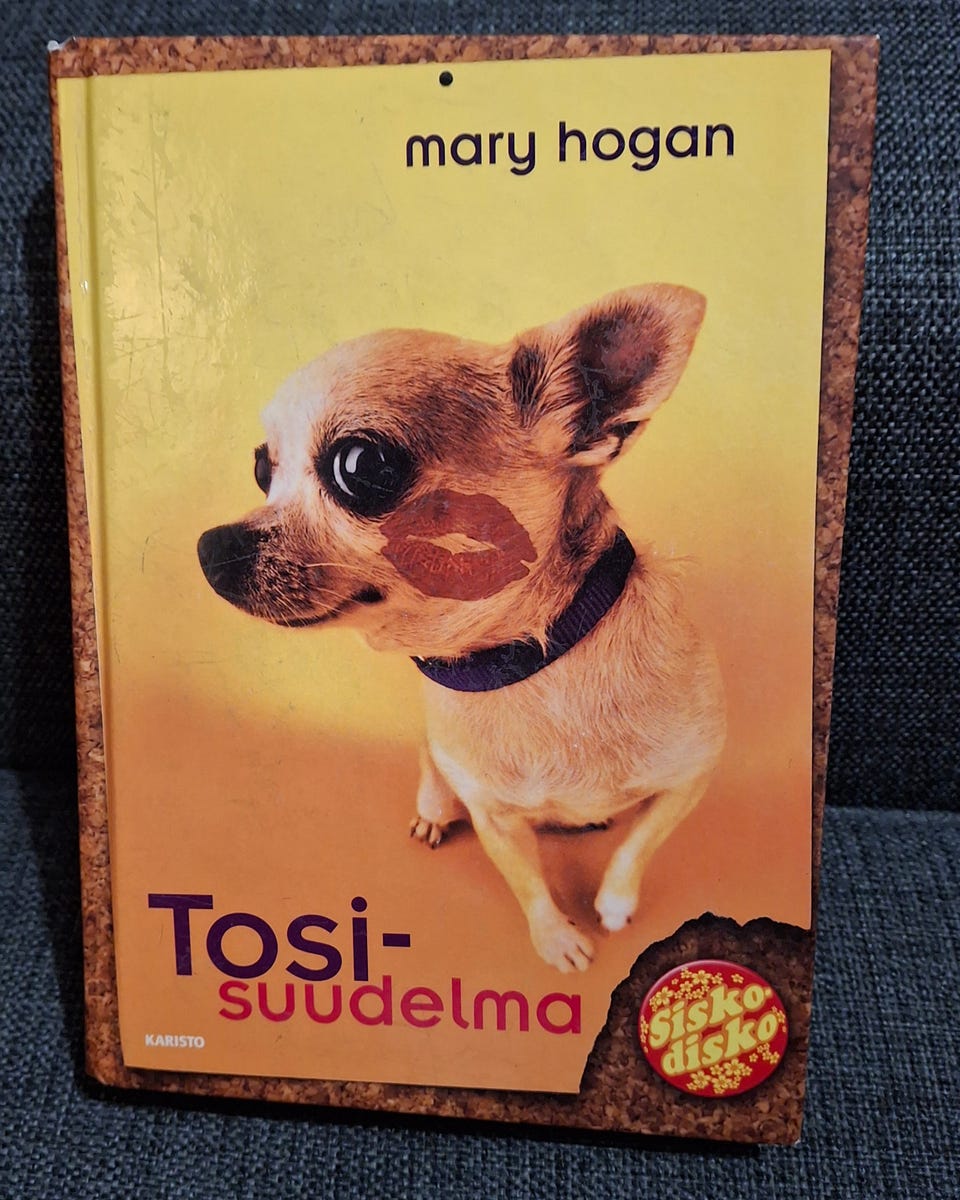 mary hogan
Tosi-
suudelma
KARISTO
Sisko-
disko